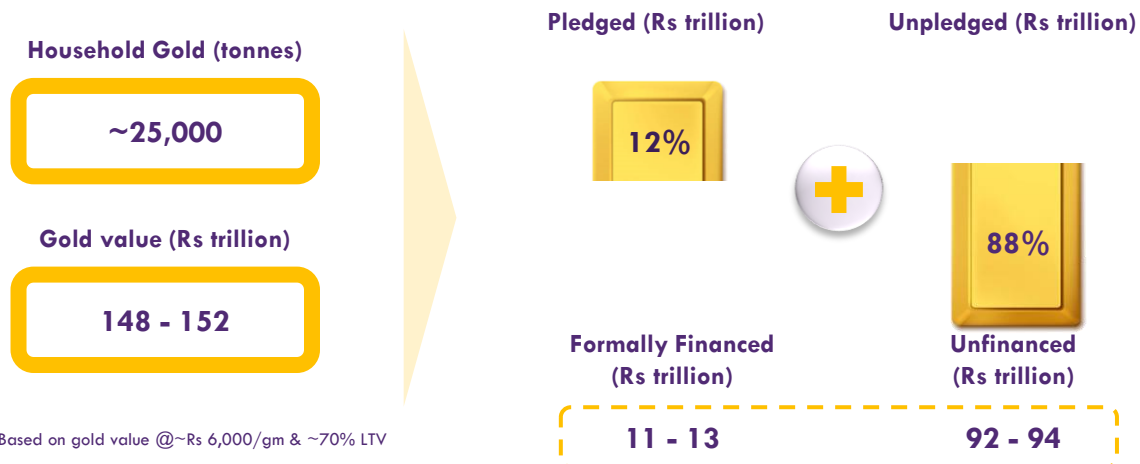 Household Gold (tonnes)
~25,000
Gold value (Rs trillion)
148 - 152
Based on gold value @~Rs 6,000/gm & ~70% LTV
Pledged (Rs trillion)
Unpledged (Rs trillion)
12%
88%
Formally Financed
(Rs trillion)
Unfinanced
(Rs trillion)
11 - 13
92 - 94